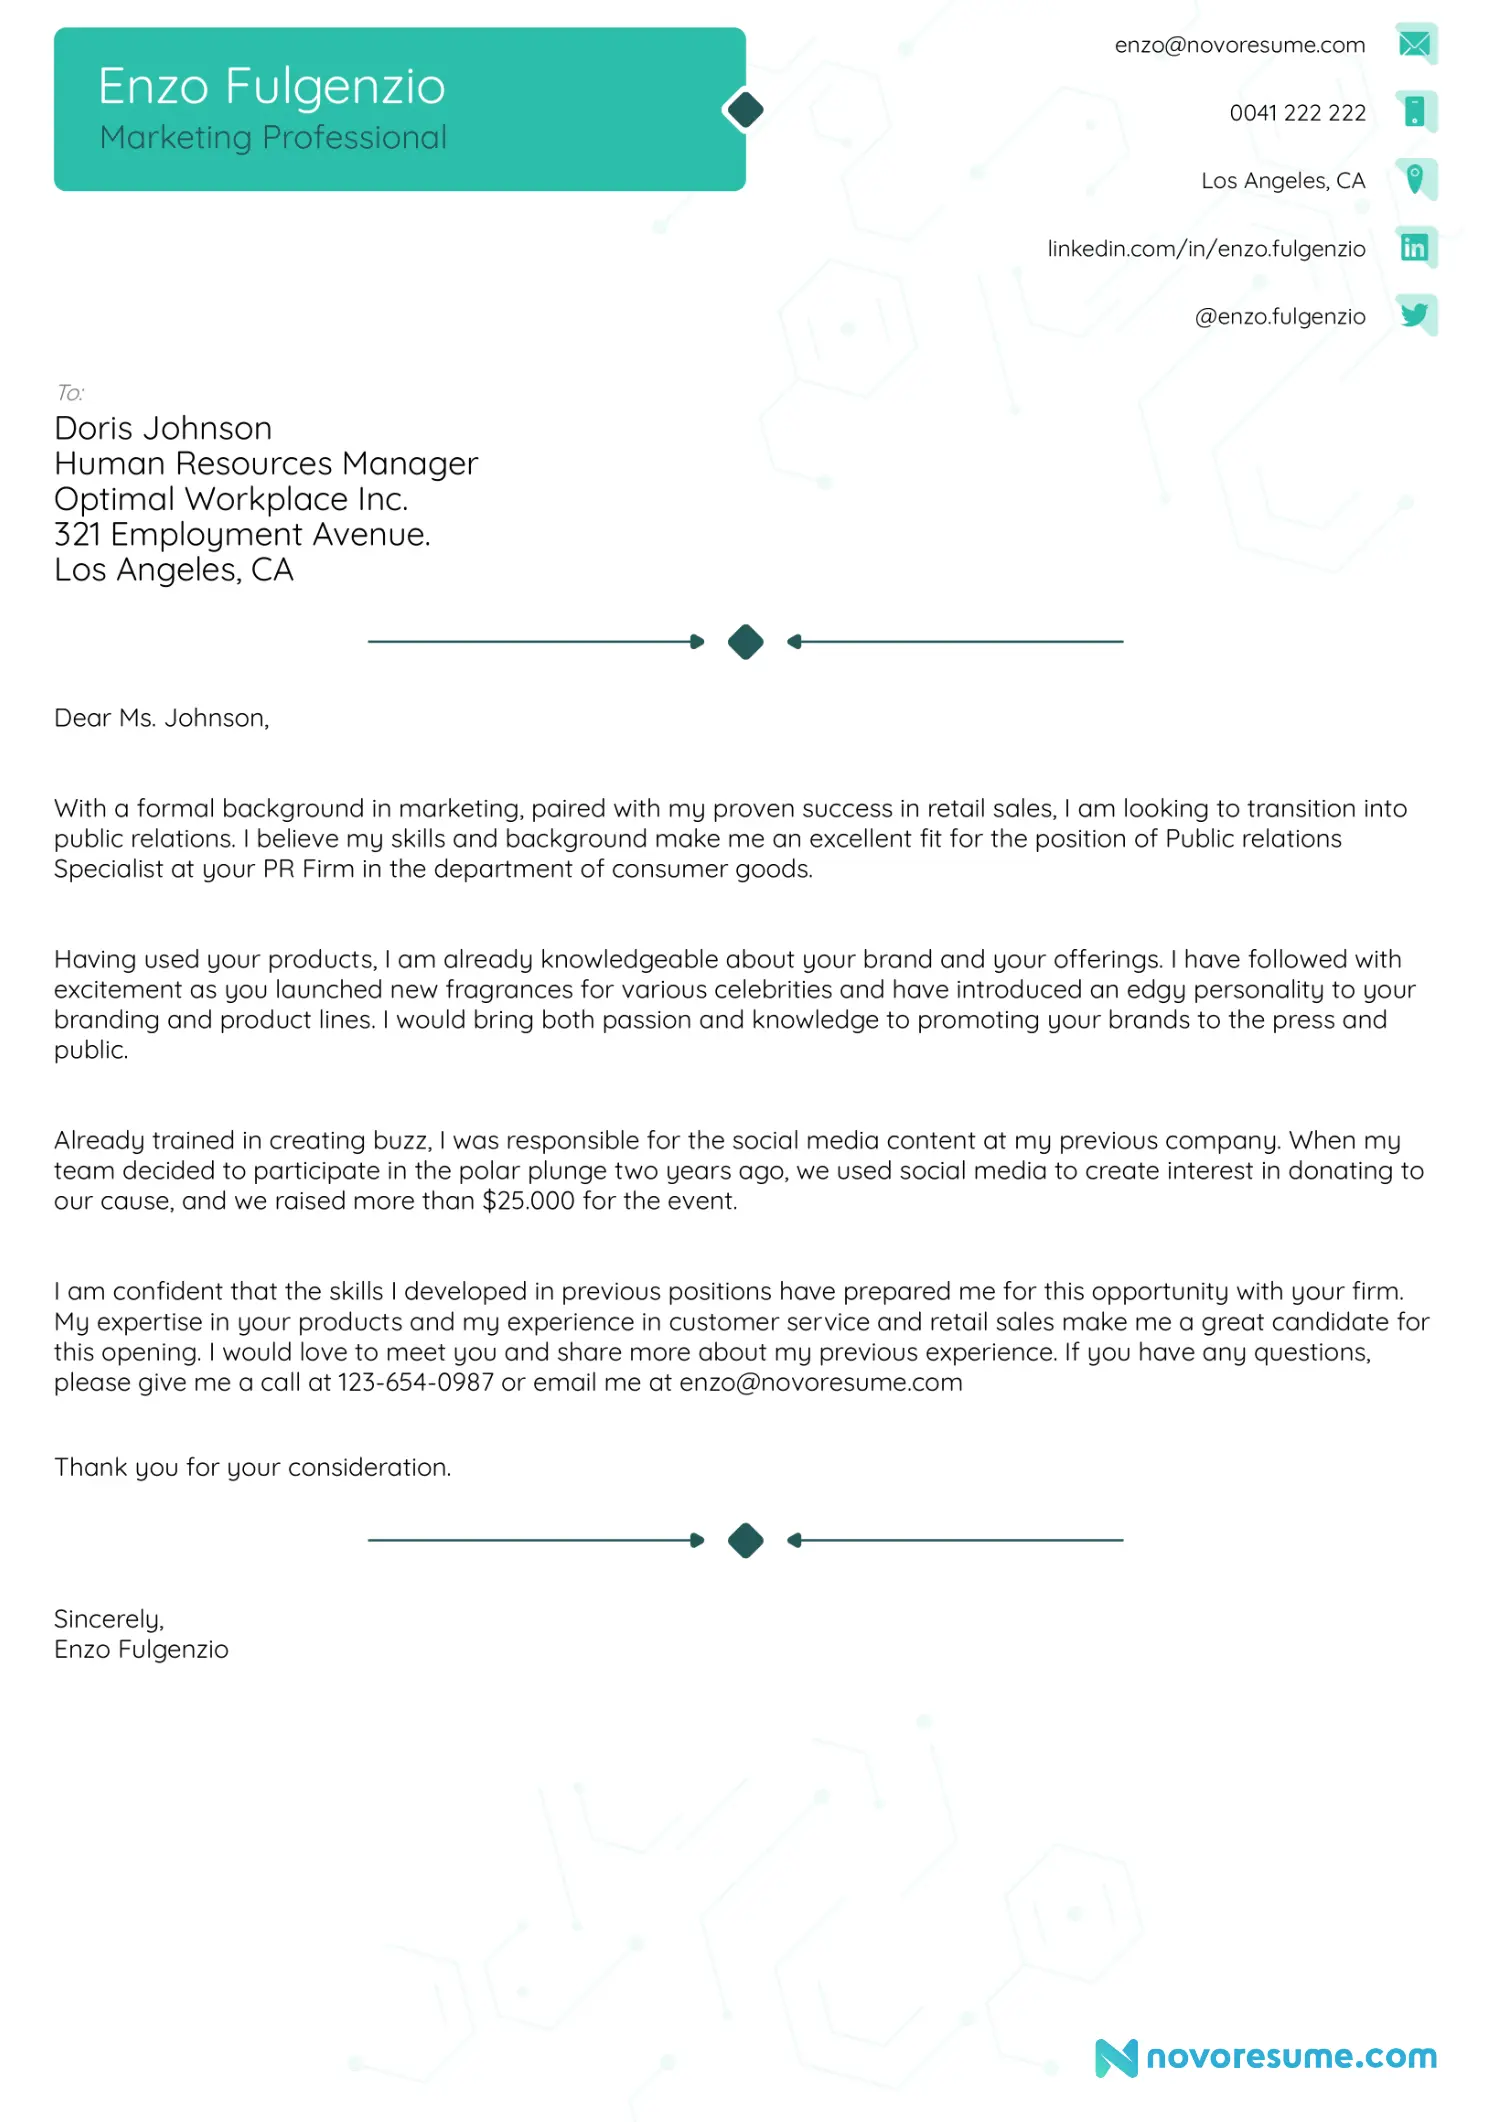 Enzo Fulgenzio
Marketing Professional
enzo@novoresume.com
0041 222 222
Los Angeles, CA
linkedin.com/in/enzo.fulgenzio
in
@enzo.fulgenzio
To:
Doris Johnson
Human Resources Manager
Optimal Workplace Inc.
321 Employment Avenue.
Los Angeles, CA
Dear Ms. Johnson,
With a formal background in marketing, paired with my proven success in retail sales, I am looking to transition into
public relations. I believe my skills and background make me an excellent fit for the position of Public relations
Specialist at your PR Firm in the department of consumer goods.
Having used your products, I am already knowledgeable about your brand and your offerings. I have followed with
excitement as you launched new fragrances for various celebrities and have introduced an edgy personality to your
branding and product lines. I would bring both passion and knowledge to promoting your brands to the press and
public.
Already trained in creating buzz, I was responsible for the social media content at my previous company. When my
team decided to participate in the polar plunge two years ago, we used social media to create interest in donating to
our cause, and we raised more than $25.000 for the event.
I am confident that the skills I developed in previous positions have prepared me for this opportunity with your firm.
My expertise in your products and my experience in customer service and retail sales make me a great candidate for
this opening. I would love to meet you and share more about my previous experience. If you have any questions,
please give me a call at 123-654-0987 or email me at enzo@novoresume.com
Thank you for your consideration.
Sincerely,
Enzo Fulgenzio
novoresume.com